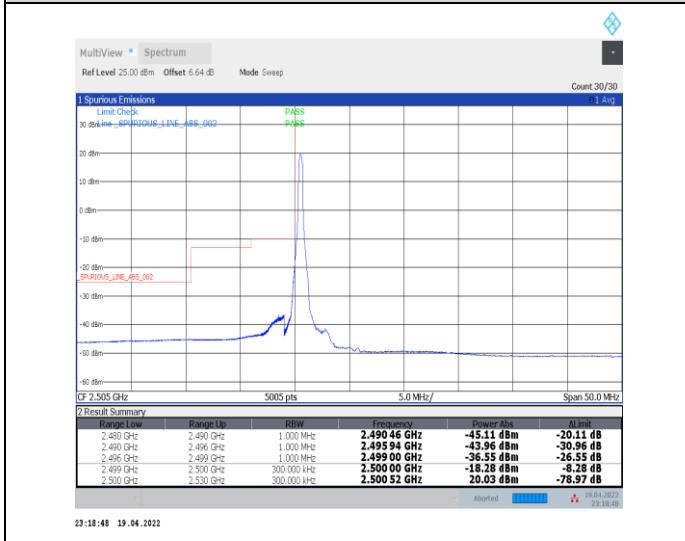 MultiView Spectrum
Ref Level 25.00 dBm Offset 6.64 dB Mode Sweep
Count 30/30
1 Spurious Emissions 1 Avg
Limit Check PASS
30 dBm Line _SPURIOUS_LINE_ABS_002 PASS
20 dBm
10 dBm
0 dBm
-10 dBm
-20 dBm
_SPURIOUS_LINE_ABS_002
-30 dBm
-40 dBm
-50 dBm
-60 dBm
CF 2.505 GHz 5005 pts 5.0 MHz/ Span 50.0 MHz
2 Result Summary
Range Low Range Up RBW Frequency Power Abs ΔLimit
2.480 GHz 2.490 GHz 1.000 MHz 2.490 46 GHz -45.11 dBm -20.11 dB
2.490 GHz 2.496 GHz 1.000 MHz 2.495 94 GHz -43.96 dBm -30.96 dB
2.496 GHz 2.499 GHz 1.000 MHz 2.499 00 GHz -36.55 dBm -26.55 dB
2.499 GHz 2.500 GHz 300.000 kHz 2.500 00 GHz -18.28 dBm -8.28 dB
2.500 GHz 2.530 GHz 300.000 kHz 2.500 52 GHz 20.03 dBm -78.97 dB
Aborted 19.04.2022
23:18:48
23:18:48 19.04.2022